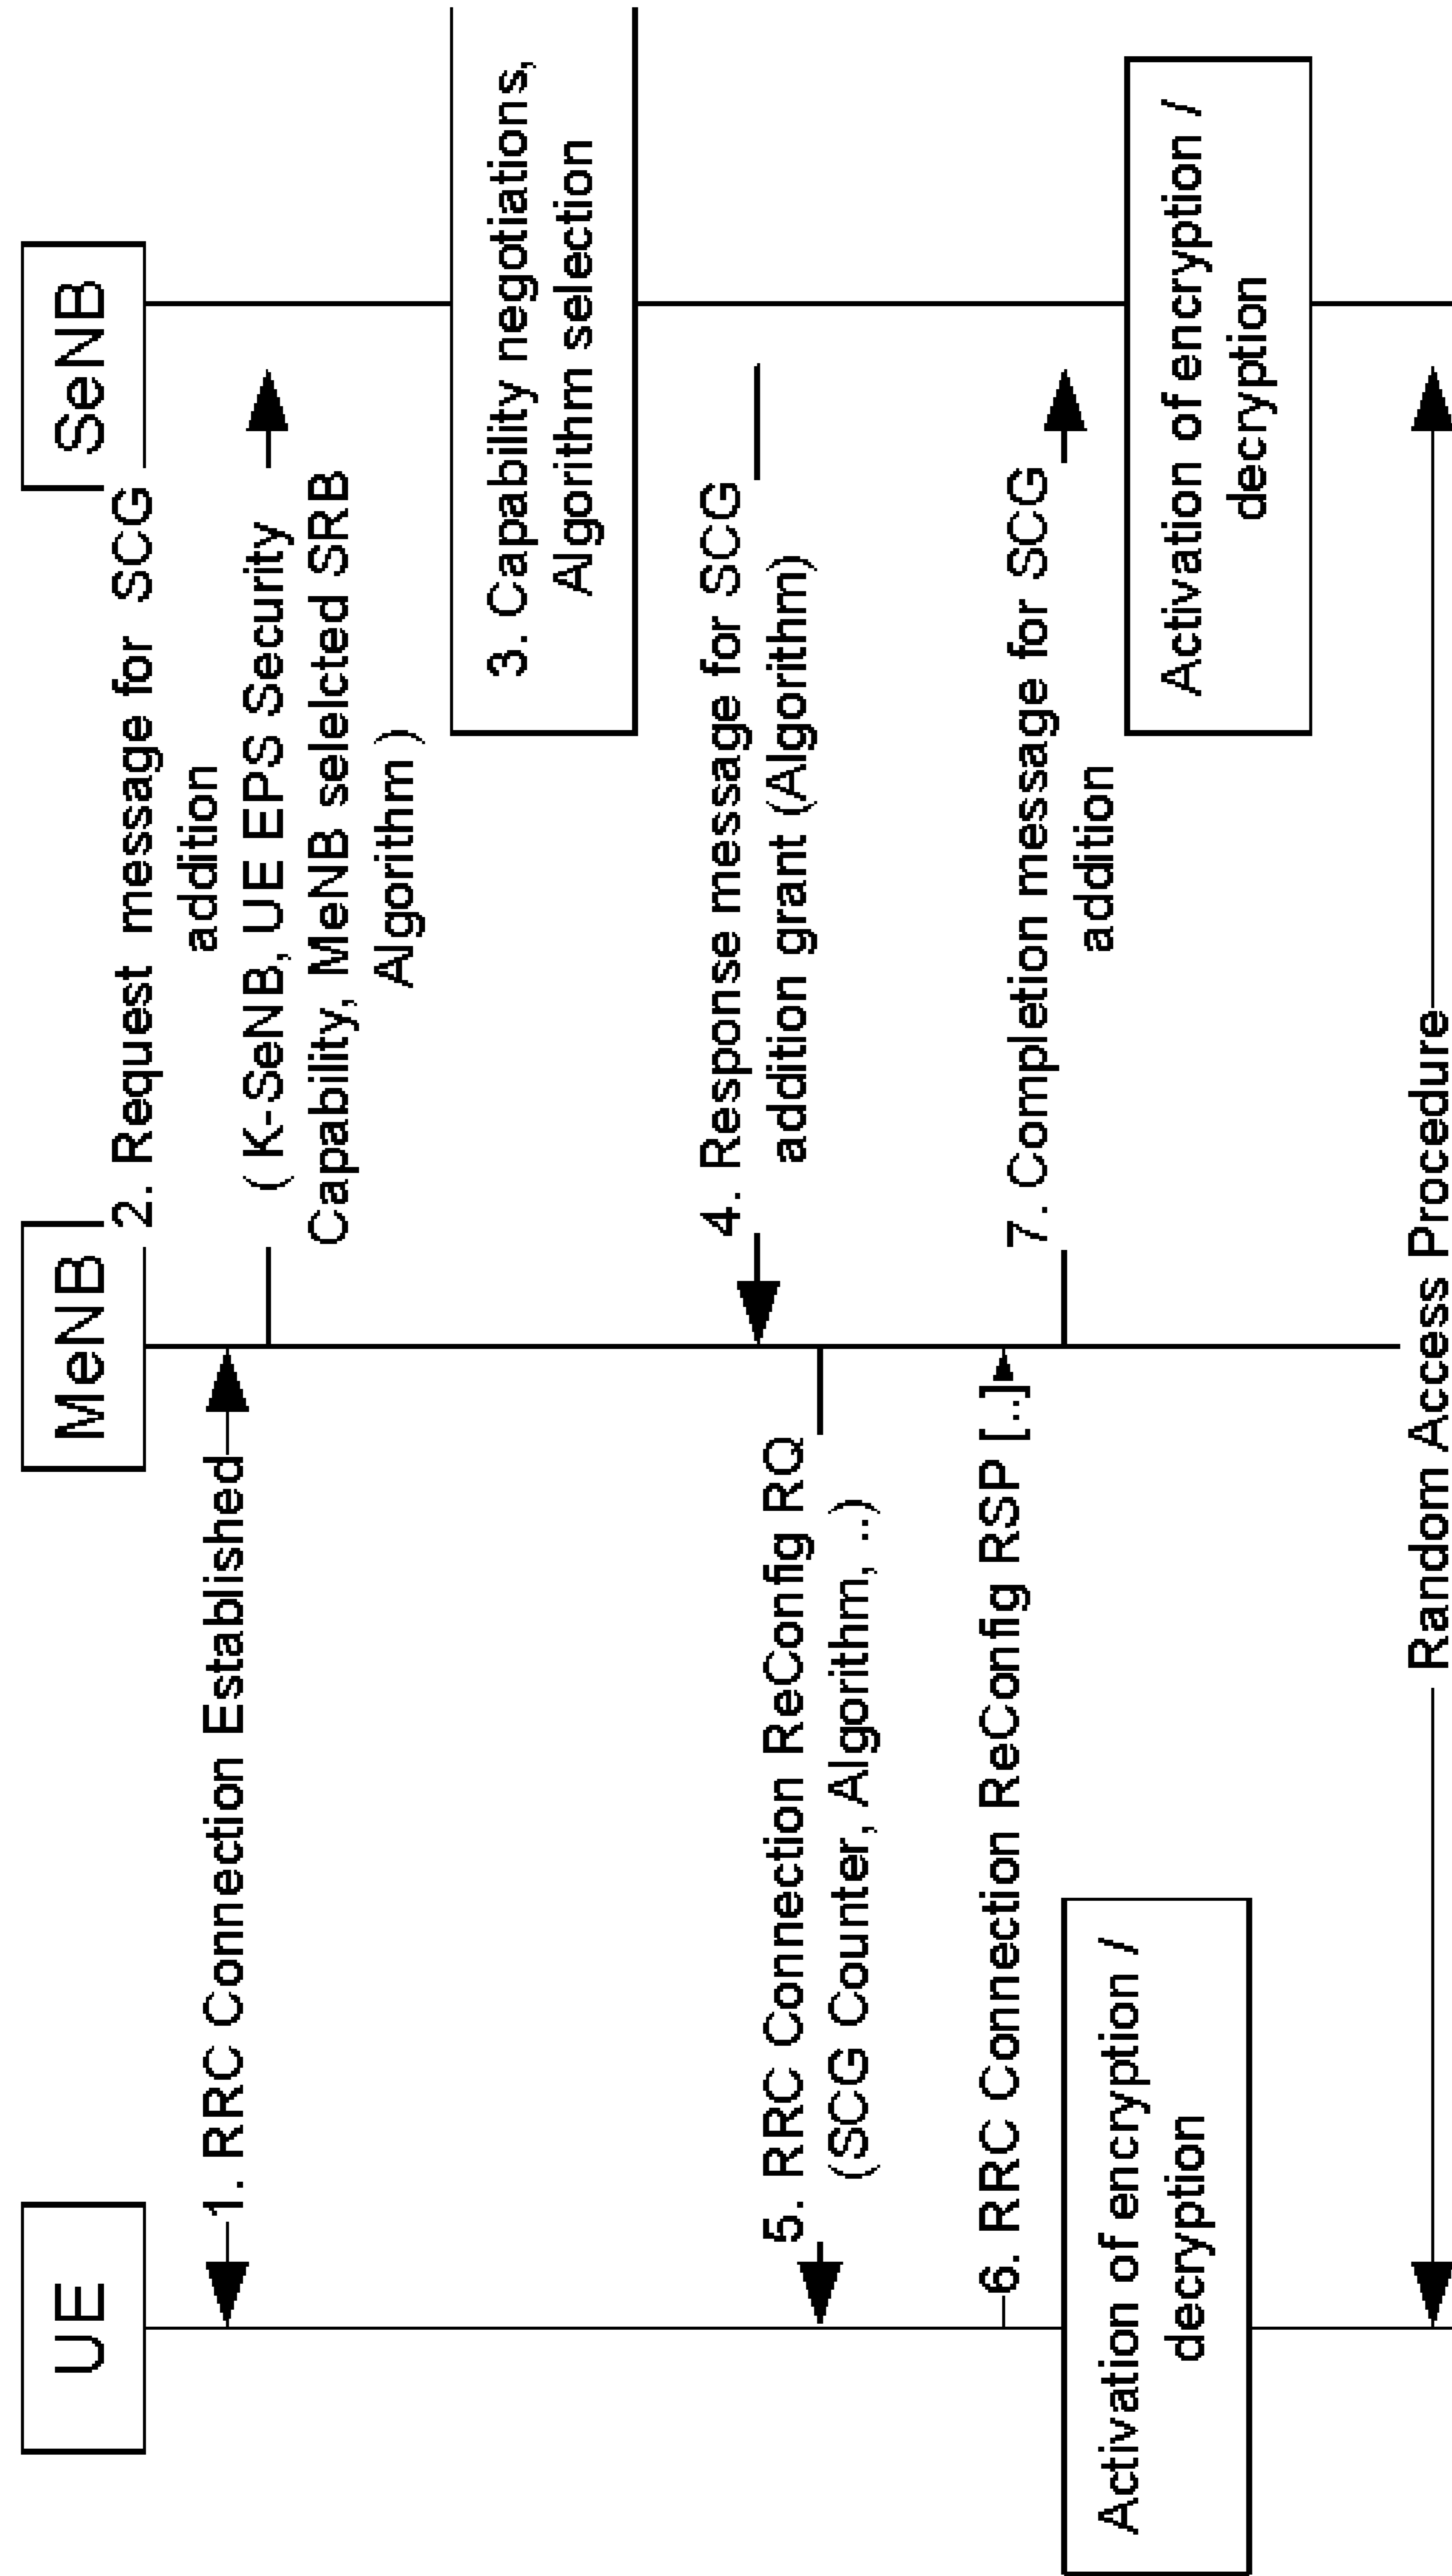 UE
MeNB
SeNB
1. RRC Connection Established
2. Request message for SCG
addition
( K-SeNB, UE EPS Security
Capability, MeNB selelcted SRB
Algorithm )
3. Capability negotiations,
Algorithm selection
4. Response message for SCG
addition grant (Algorithm)
5. RRC Connection ReConfig RQ
(SCG Counter, Algorithm, ..)
6. RRC Connection ReConfig RSP [..]
7. Completion message for SCG
addition
Activation of encryption /
decryption
Activation of encryption /
decryption
Random Access Procedure